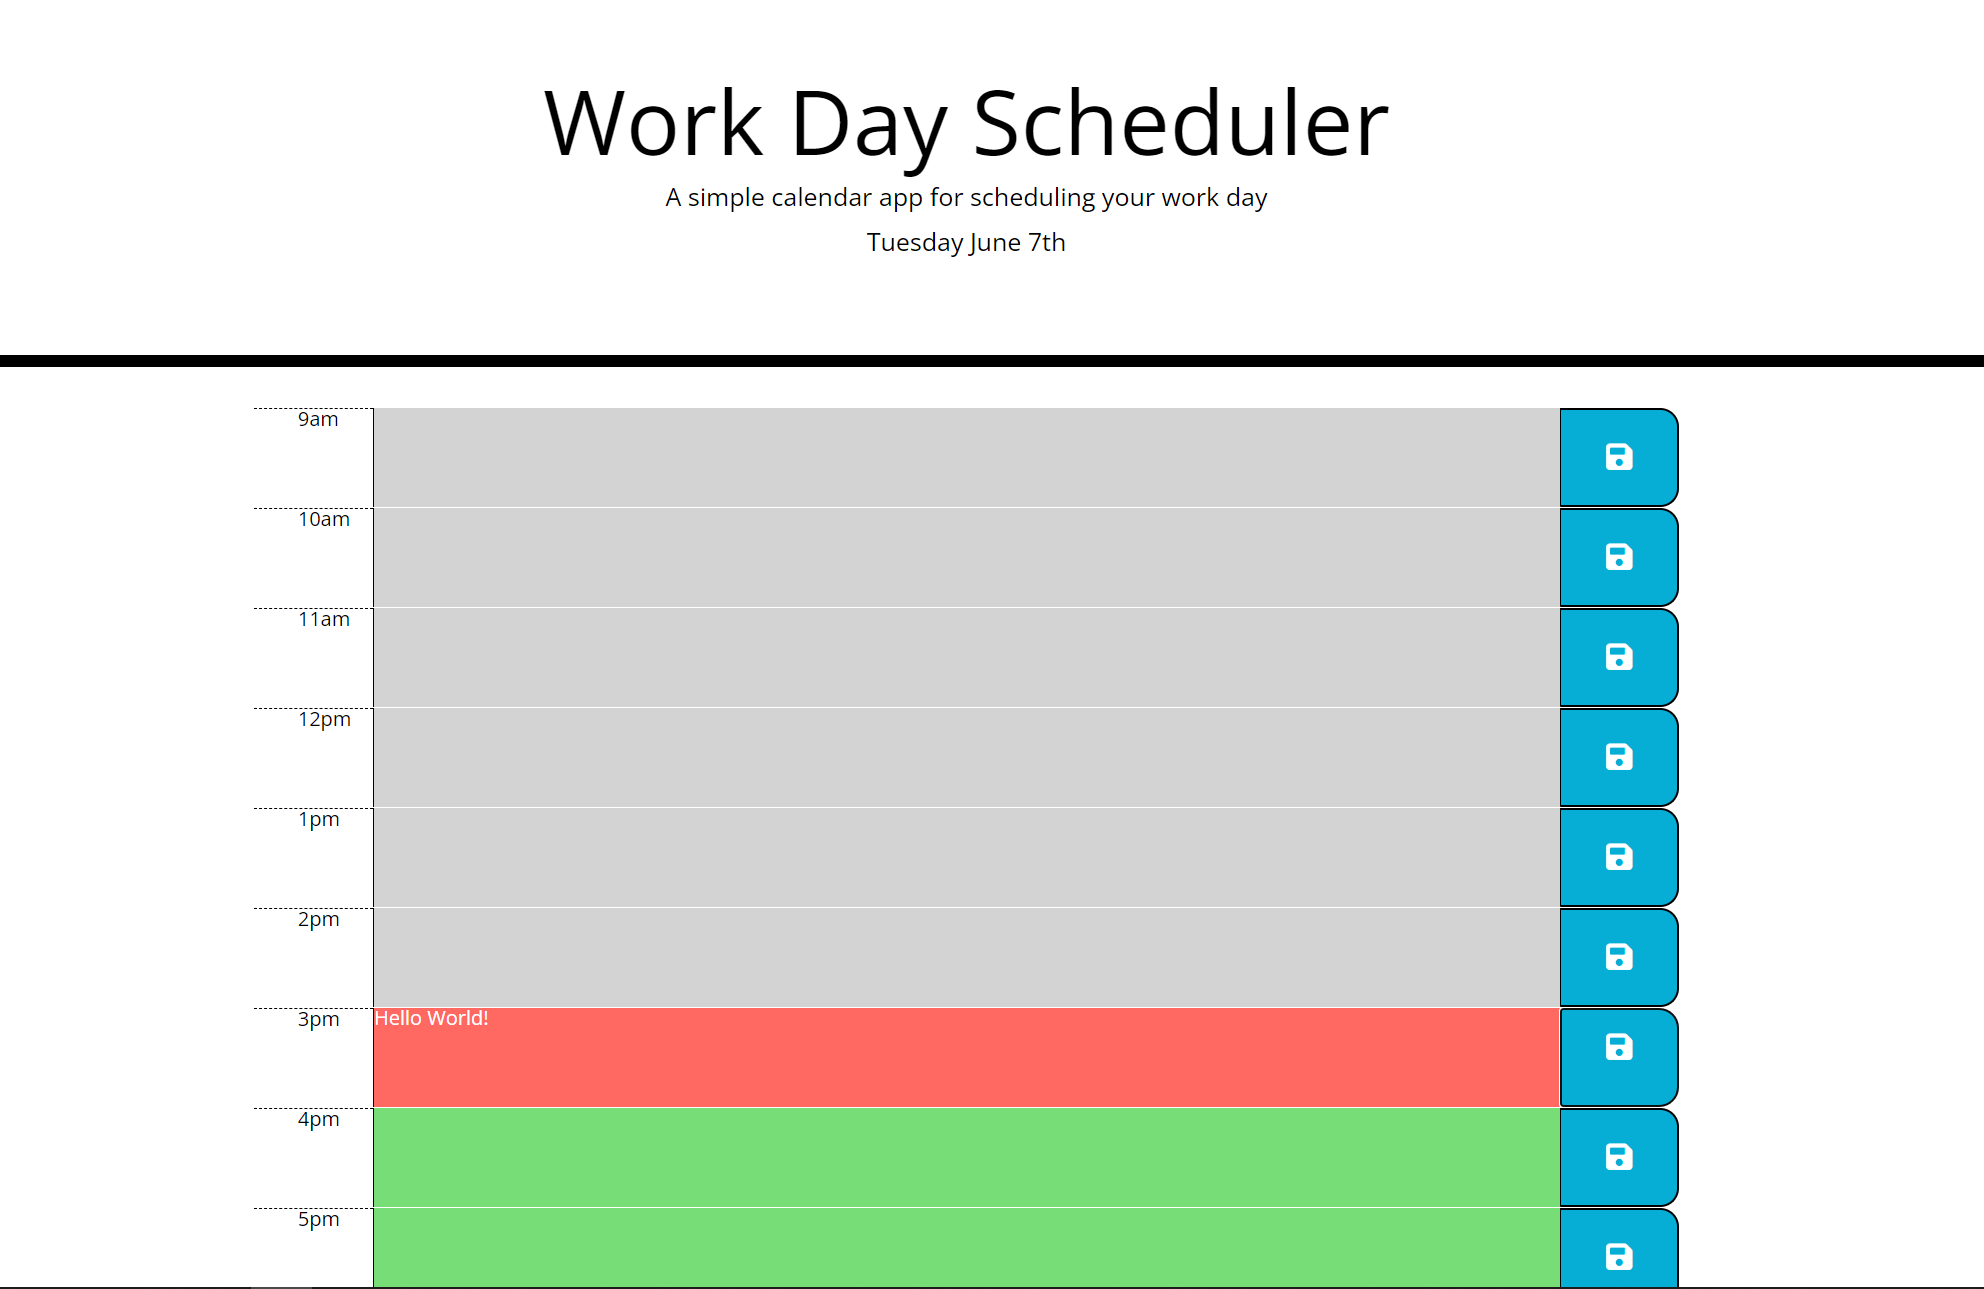 Work Day Scheduler
A simple calendar app for scheduling your work day
Tuesday June 7th
9am
10am
11am
12pm
1pm
2pm
3pm Hello World!
4pm
5pm